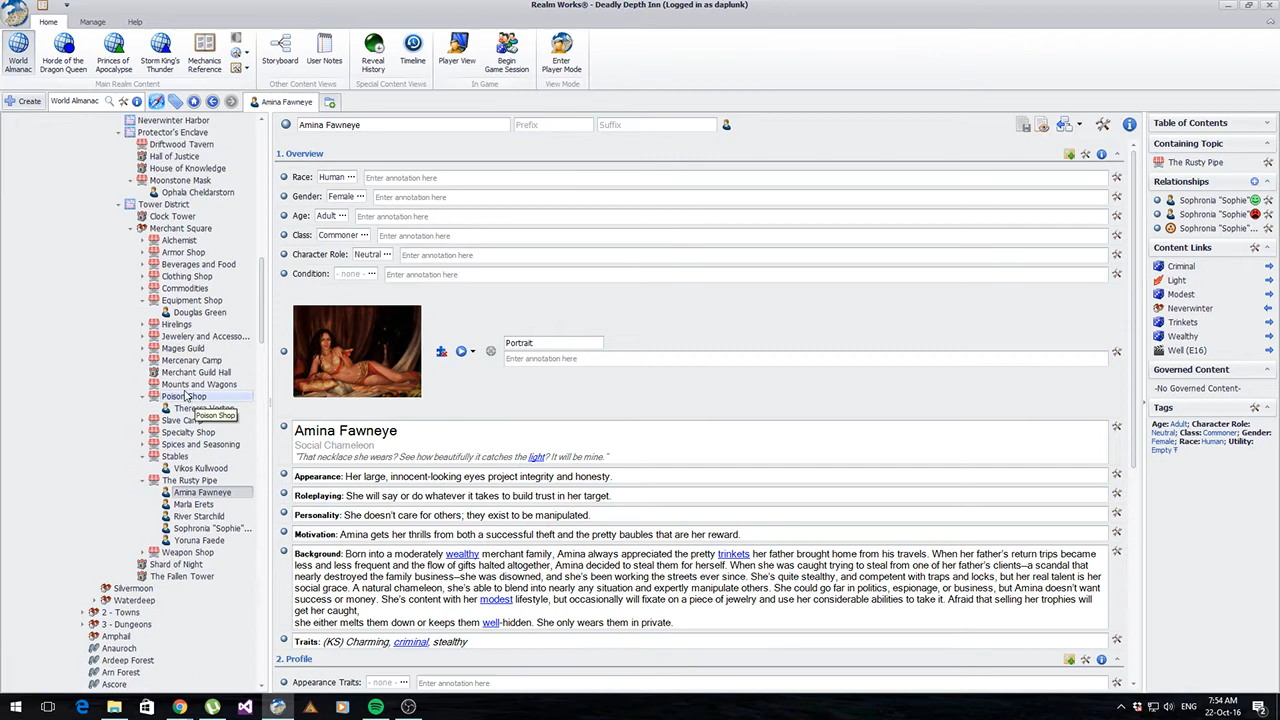 Realm Works® - Deadly Depth Inn (Logged in as daplunk)
Home Manage Help
World Almanac
Horde of the Dragon Queen
Princes of Apocalypse
Storm King's Thunder
Mechanics Reference
Storyboard
User Notes
Reveal History
Timeline
Player View
Begin Game Session
Enter Player Mode
Main Realm Content
Other Content Views
Special Content Views
In Game
View Mode
Create
World Almanac
Amina Fawneye
Neverwinter Harbor
Protector's Enclave
Driftwood Tavern
Hall of Justice
House of Knowledge
Moonstone Mask
Ophala Cheldarstorn
Tower District
Clock Tower
Merchant Square
Alchemist
Armor Shop
Beverages and Food
Clothing Shop
Commodities
Equipment Shop
Douglas Green
Hirelings
Jewelery and Accesso...
Mages Guild
Mercenary Camp
Merchant Guild Hall
Mounts and Wagons
Poison Shop
Poison Shop
Specialty Shop
Spices and Seasoning
Stables
Vikos Kullwood
The Rusty Pipe
Amina Fawneye
Marla Erets
River Starchild
Sophronia "Sophie"...
Yoruna Faede
Weapon Shop
Shard of Night
The Fallen Tower
Silvermoon
Waterdeep
2 - Towns
3 - Dungeons
Amphail
Anauroch
Ardeep Forest
Arn Forest
Ascore
Amina Fawneye Prefix Suffix
1. Overview
Race: Human ··· Enter annotation here
Gender: Female ··· Enter annotation here
Age: Adult ··· Enter annotation here
Class: Commoner ··· Enter annotation here
Character Role: Neutral ··· Enter annotation here
Condition: - none - ··· Enter annotation here
Portrait
Enter annotation here
Amina Fawneye
Social Chameleon
"That necklace she wears? See how beautifully it catches the light? It will be mine."
Appearance: Her large, innocent-looking eyes project integrity and honesty.
Roleplaying: She will say or do whatever it takes to build trust in her target.
Personality: She doesn't care for others; they exist to be manipulated.
Motivation: Amina gets her thrills from both a successful theft and the pretty baubles that are her reward.
Background: Born into a moderately wealthy merchant family, Amina always appreciated the pretty trinkets her father brought home from his travels. When her father's return trips became
less and less frequent and the flow of gifts halted altogether, Amina decided to steal them for herself. When she was caught trying to steal from one of her father's clients–a scandal that
nearly destroyed the family business–she was disowned, and she's been working the streets ever since. She's quite stealthy, and competent with traps and locks, but her real talent is her
social grace. A natural chameleon, she's able to blend into nearly any situation and expertly manipulate others. She could go far in politics, espionage, or business, but Amina doesn't want
success or money. She's content with her modest lifestyle, but occasionally will fixate on a piece of jewelry and use her considerable abilities to take it. Afraid that selling her trophies will
get her caught,
she either melts them down or keeps them well-hidden. She only wears them in private.
Traits: (KS) Charming, criminal, stealthy
2. Profile
Appearance Traits: - none - ··· Enter annotation here
Table of Contents
Containing Topic
The Rusty Pipe
Relationships
Sophronia "Sophie"
Sophronia "Sophie"
Sophronia "Sophie"...
Content Links
Criminal
Light
Modest
Neverwinter
Trinkets
Wealthy
Well (E16)
Governed Content
-No Governed Content-
Tags
Age: Adult; Character Role:
Neutral; Class: Commoner; Gender:
Female; Race: Human; Utility:
Empty
7:54 AM
22-Oct-16